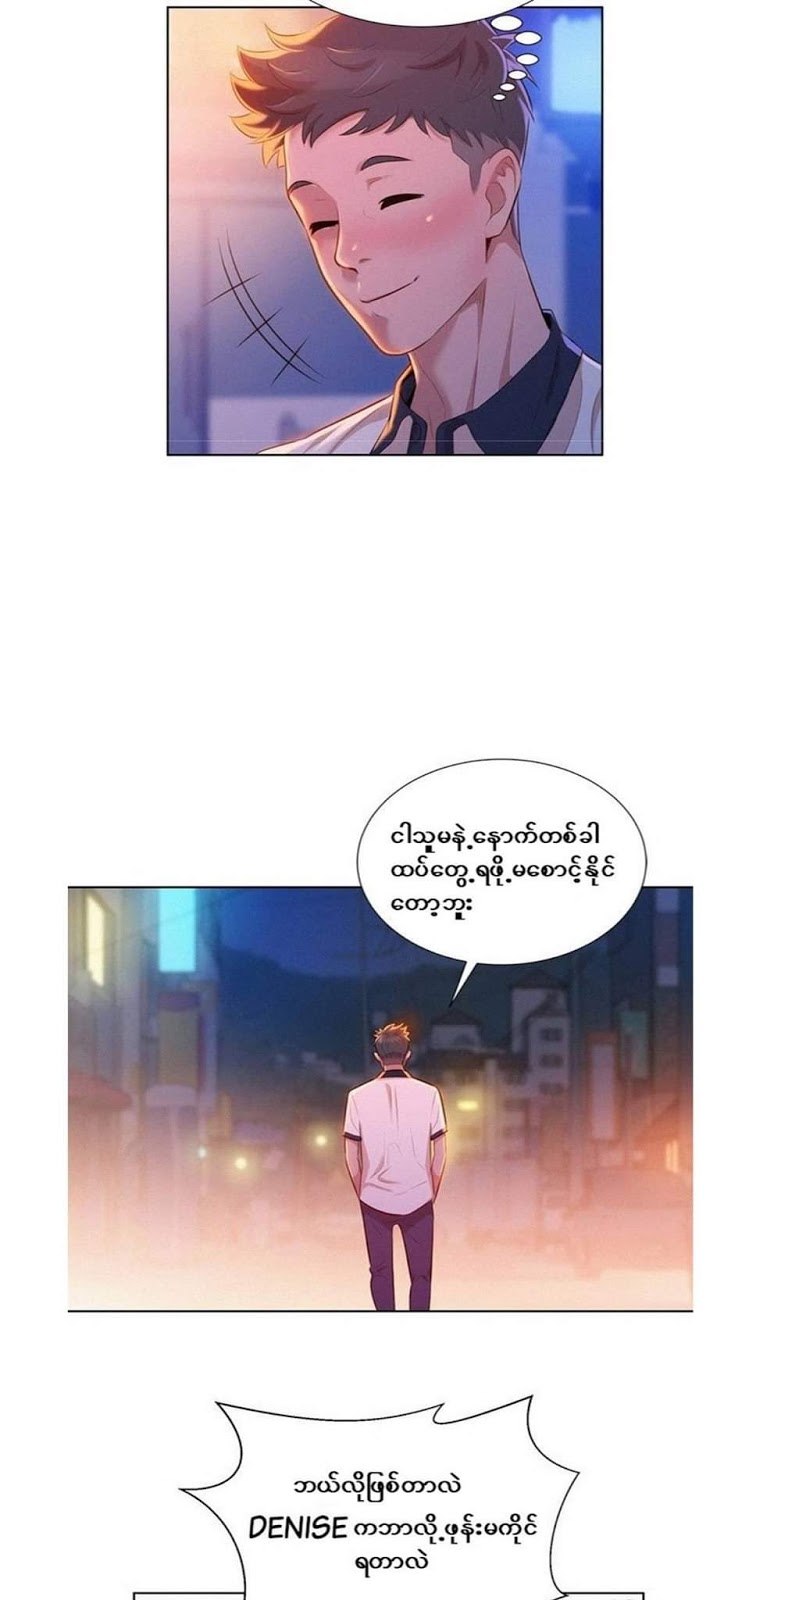 ငါသူမနဲ့နောက်တစ်ခါ
ထပ်တွေ့ရဖို့မစောင့်နိုင်
တော့ဘူး
ဘယ်လိုဖြစ်တာလဲ
DENISE ကဘာလို့ဖုန်းမကိုင်
ရတာလဲ